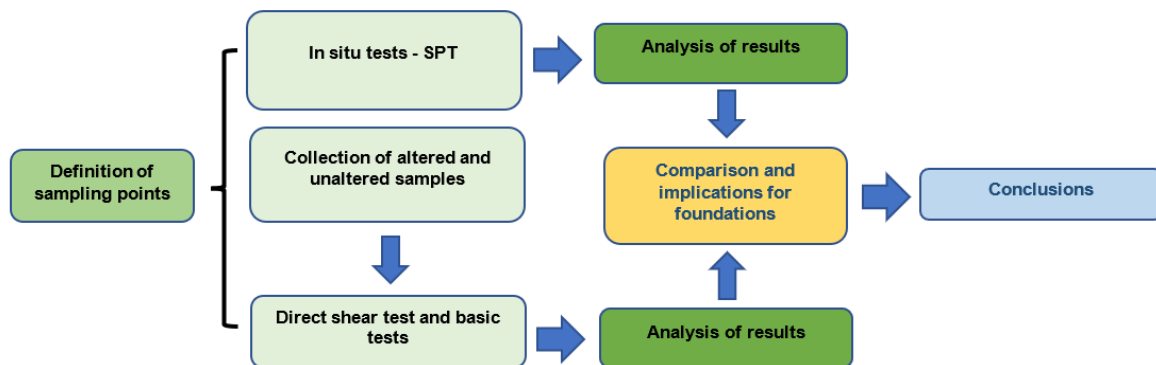 In situ tests - SPT
Analysis of results
Collection of altered and
unaltered samples
Definition of
sampling points
Comparison and
implications for
foundations
Conclusions
Direct shear test and basic
tests
Analysis of results